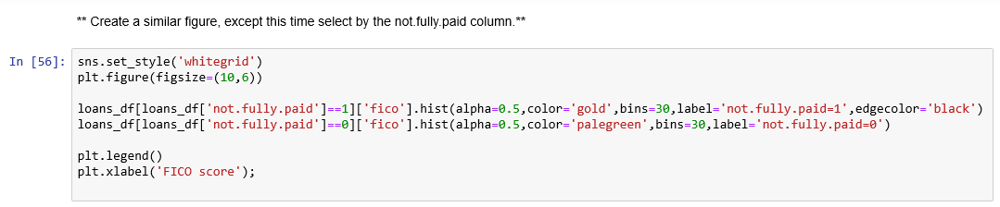 ** Create a similar figure, except this time select by the not.fully.paid column.**
In [56]: sns.set_style('whitegrid')
plt.figure(figsize=(10,6))
loans_df[loans_df['not.fully.paid']==1]['fico'].hist(alpha=0.5,color='gold',bins=30,label='not.fully.paid=1',edgecolor='black')
loans_df[loans_df['not.fully.paid']==0]['fico'].hist(alpha=0.5,color='palegreen',bins=30,label='not.fully.paid=0')
plt.legend()
plt.xlabel('FICO score');